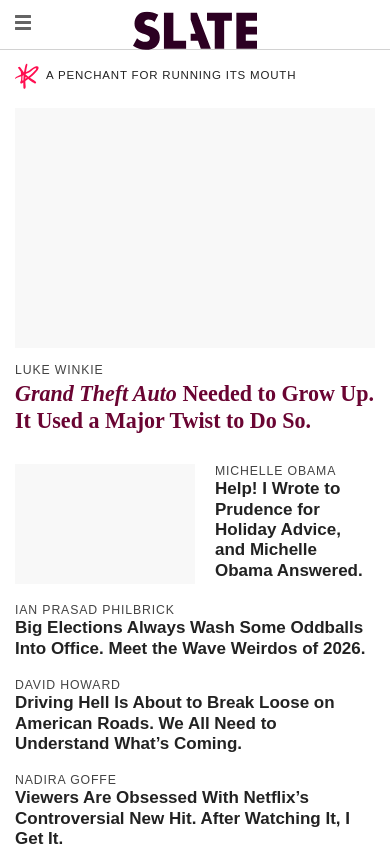 SLATE
A PENCHANT FOR RUNNING ITS MOUTH
LUKE WINKIE
Grand Theft Auto Needed to Grow Up.
It Used a Major Twist to Do So.
MICHELLE OBAMA
Help! I Wrote to
Prudence for
Holiday Advice,
and Michelle
Obama Answered.
IAN PRASAD PHILBRICK
Big Elections Always Wash Some Oddballs
Into Office. Meet the Wave Weirdos of 2026.
DAVID HOWARD
Driving Hell Is About to Break Loose on
American Roads. We All Need to
Understand What’s Coming.
NADIRA GOFFE
Viewers Are Obsessed With Netflix’s
Controversial New Hit. After Watching It, I
Get It.